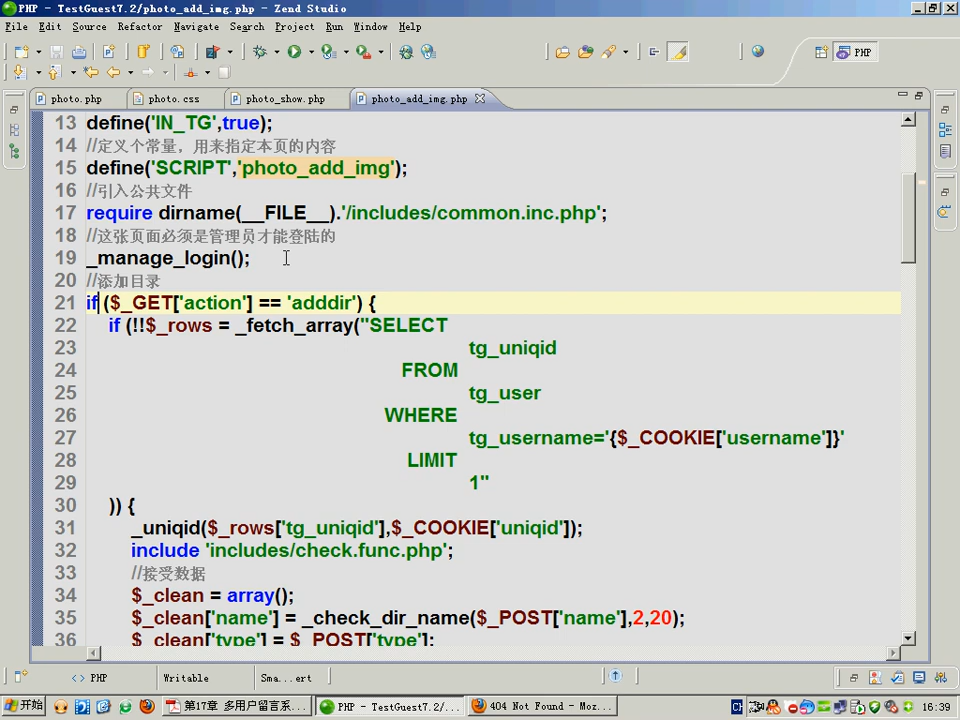 PHP - TestGuest7.2/photo_add_img.php - Zend Studio
File Edit Source Refactor Navigate Search Project Run Window Help
PHP
photo.php photo.css photo_show.php photo_add_img.php
13 define('IN_TG',true);
14 //定义个常量，用来指定本页的内容
15 define('SCRIPT','photo_add_img');
16 //引入公共文件
17 require dirname(__FILE__).'/includes/common.inc.php';
18 //这张页面必须是管理员才能登陆的
19 _manage_login();
20 //添加目录
21 if ($_GET['action'] == 'adddir') {
22 if (!!$_rows = _fetch_array("SELECT
23 tg_uniqid
24 FROM
25 tg_user
26 WHERE
27 tg_username='{$_COOKIE['username']}'
28 LIMIT
29 1"
30 )) {
31 _uniqid($_rows['tg_uniqid'],$_COOKIE['uniqid']);
32 include 'includes/check.func.php';
33 //接受数据
34 $_clean = array();
35 $_clean['name'] = _check_dir_name($_POST['name'],2,20);
36 $_clean['type'] = $_POST['type'];
<> PHP Writable Sma...ert
开始 第17章 多用户留言系... PHP - TestGuest7.2/... 404 Not Found - Moz... CH 16:39